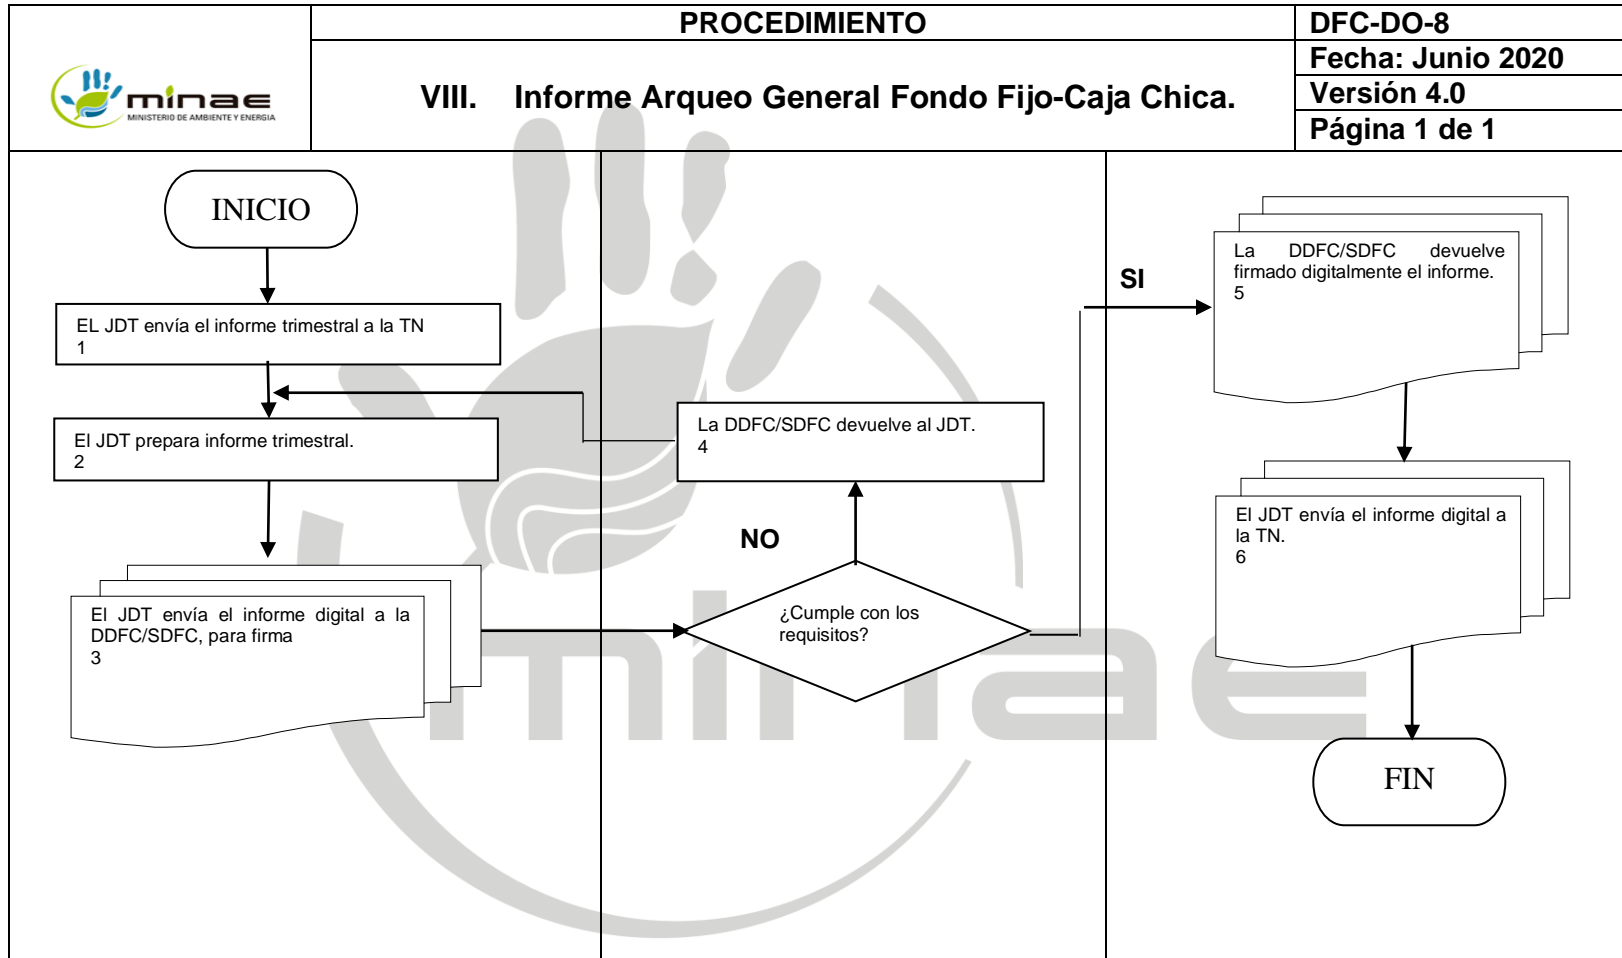 PROCEDIMIENTO
DFC-DO-8
Fecha: Junio 2020
Versión 4.0
Página 1 de 1
VIII. Informe Arqueo General Fondo Fijo-Caja Chica.
minae
MINISTERIO DE AMBIENTE Y ENERGIA
INICIO
EL JDT envía el informe trimestral a la TN
1
El JDT prepara informe trimestral.
2
El JDT envía el informe digital a la
DDFC/SDFC, para firma
3
La DDFC/SDFC devuelve al JDT.
4
NO
¿Cumple con los
requisitos?
SI
La DDFC/SDFC devuelve
firmado digitalmente el informe.
5
El JDT envía el informe digital a
la TN.
6
FIN
minae